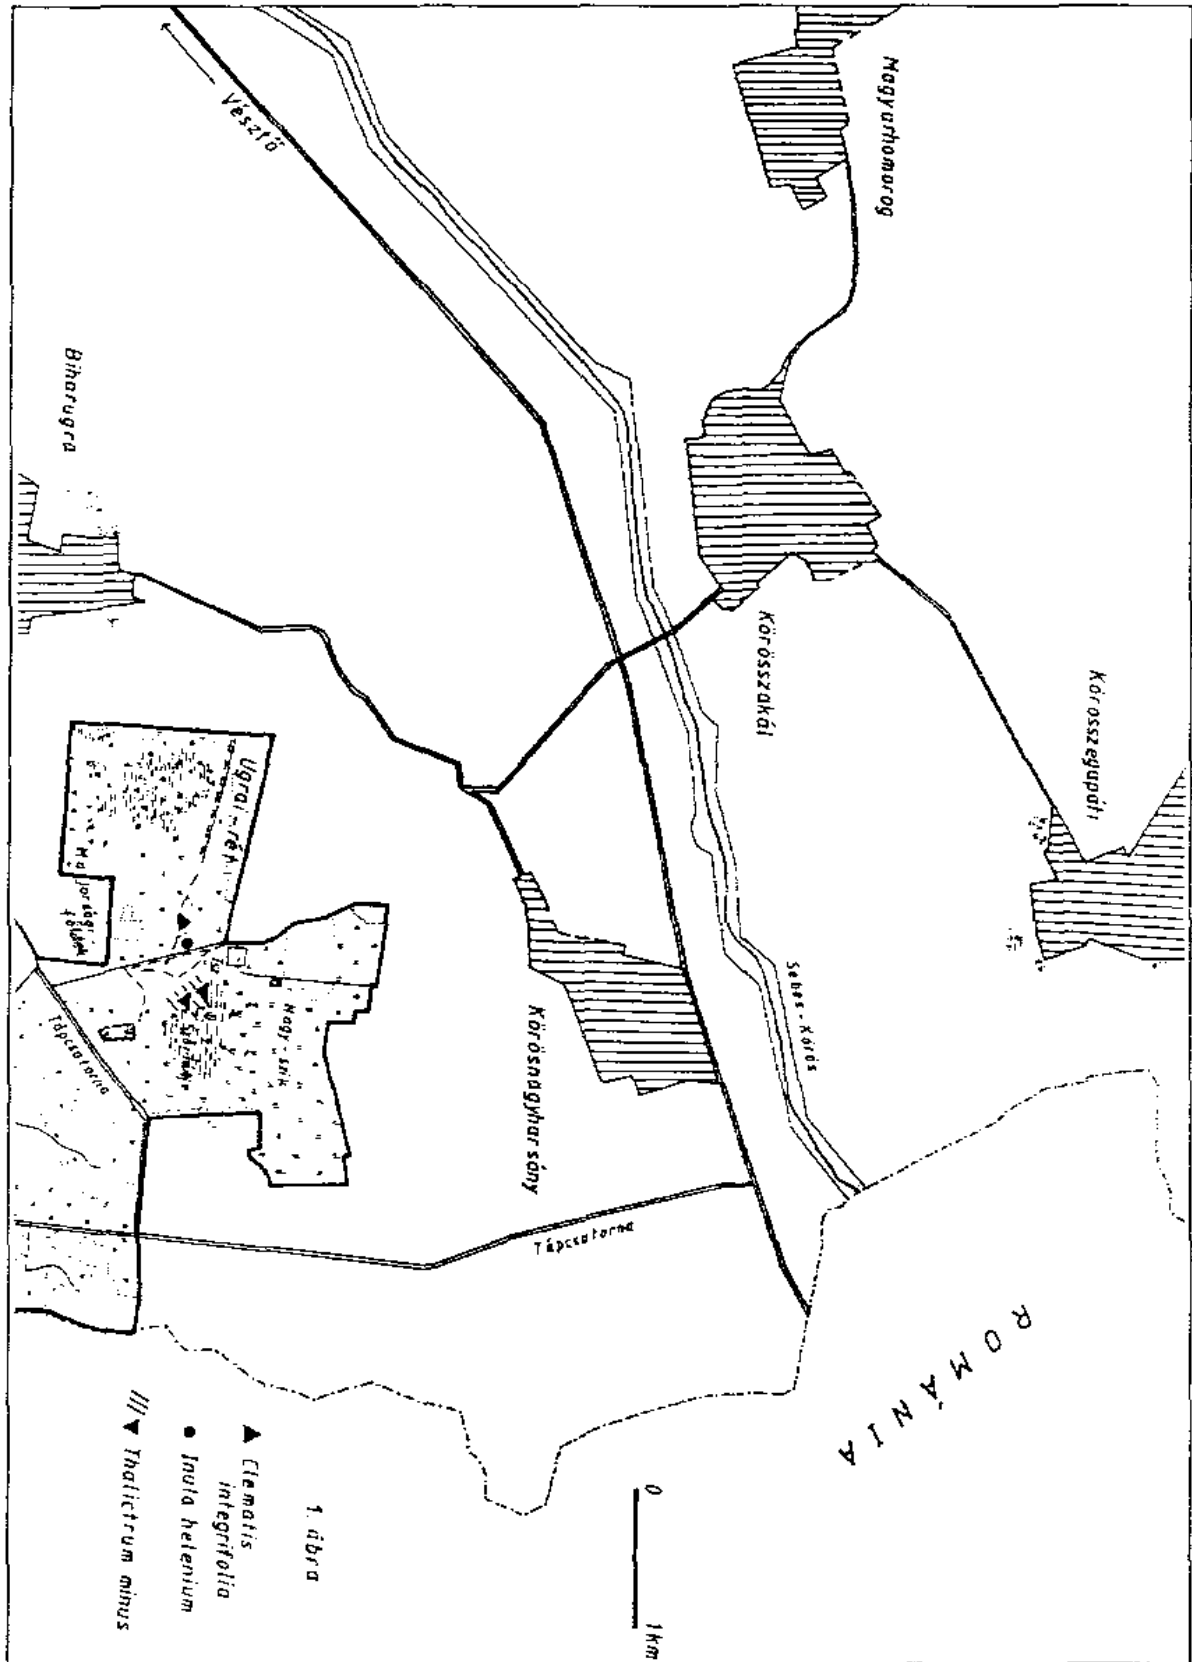 Vésztő
Magyarhomorog
Biharugra
Körösszakál
Körösszegapáti
Ugrai-rét
Nagy-szik
Tápcsatorna
Körösnagyharsány
Sebes-Körös
Tápcsatorna
ROMÁNIA
0 1km
1. ábra
Clematis
integrifolia
Inula helenium
Thalictrum minus